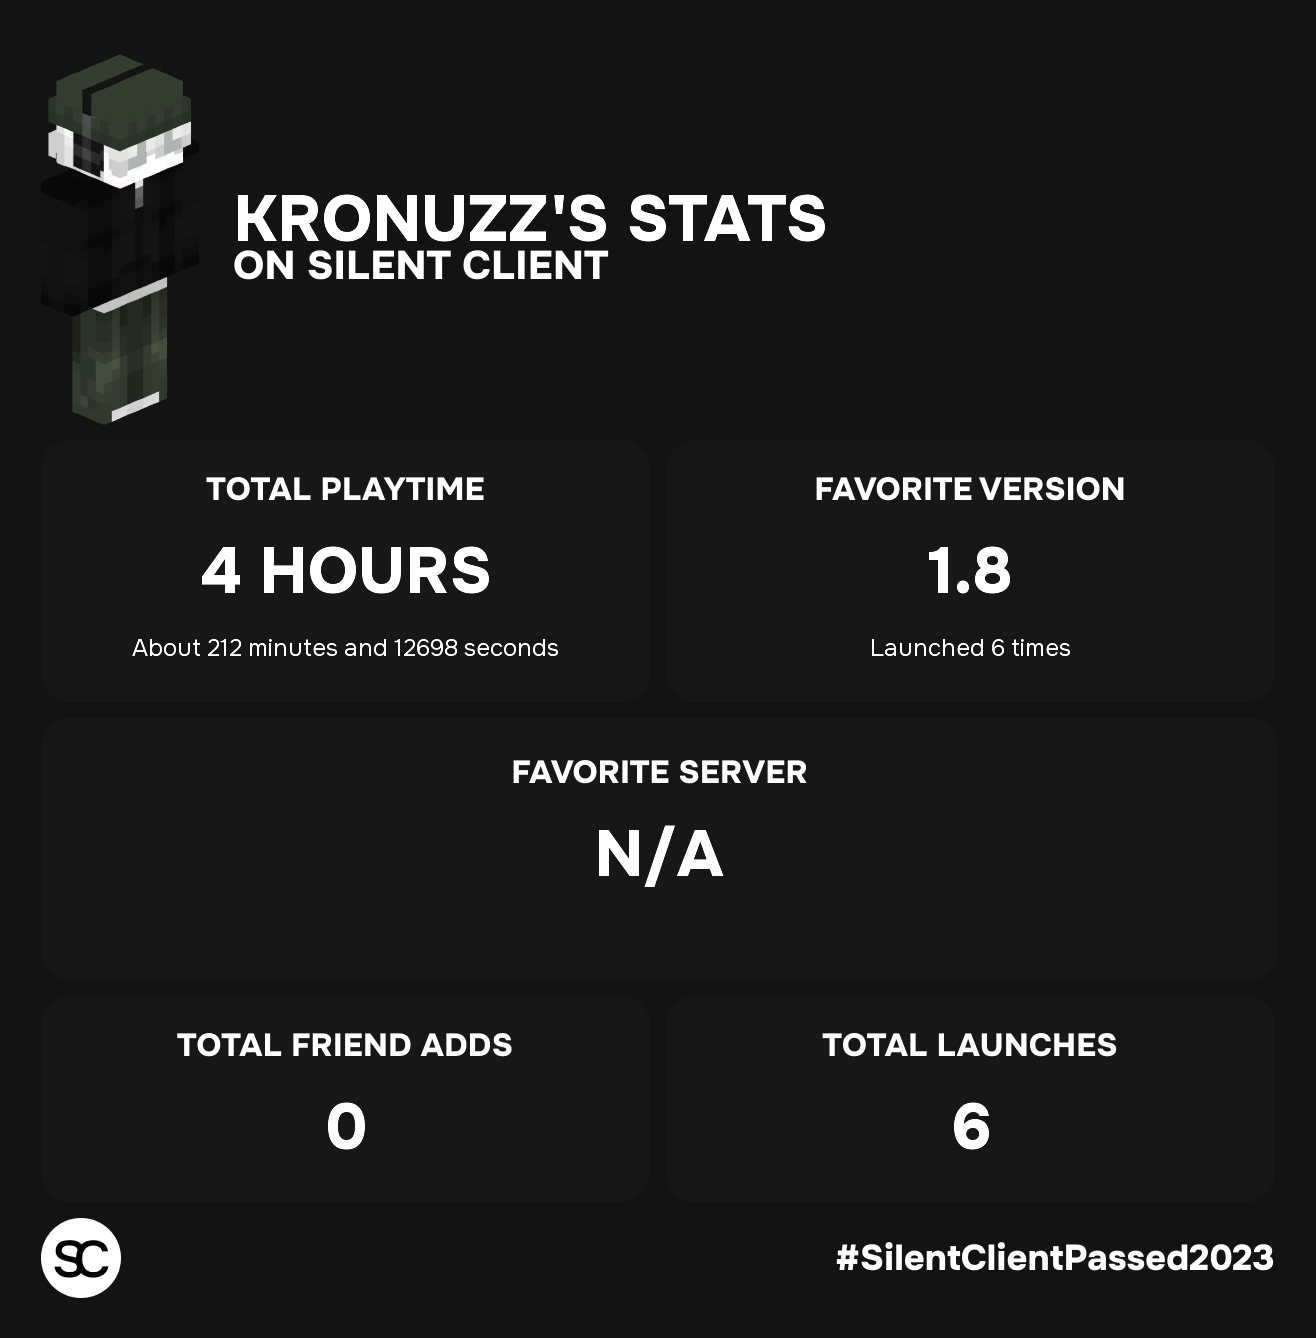 KRONUZZ'S STATS
ON SILENT CLIENT
TOTAL PLAYTIME
4 HOURS
About 212 minutes and 12698 seconds
FAVORITE VERSION
1.8
Launched 6 times
FAVORITE SERVER
N/A
TOTAL FRIEND ADDS
0
TOTAL LAUNCHES
6
SC
#SilentClientPassed2023